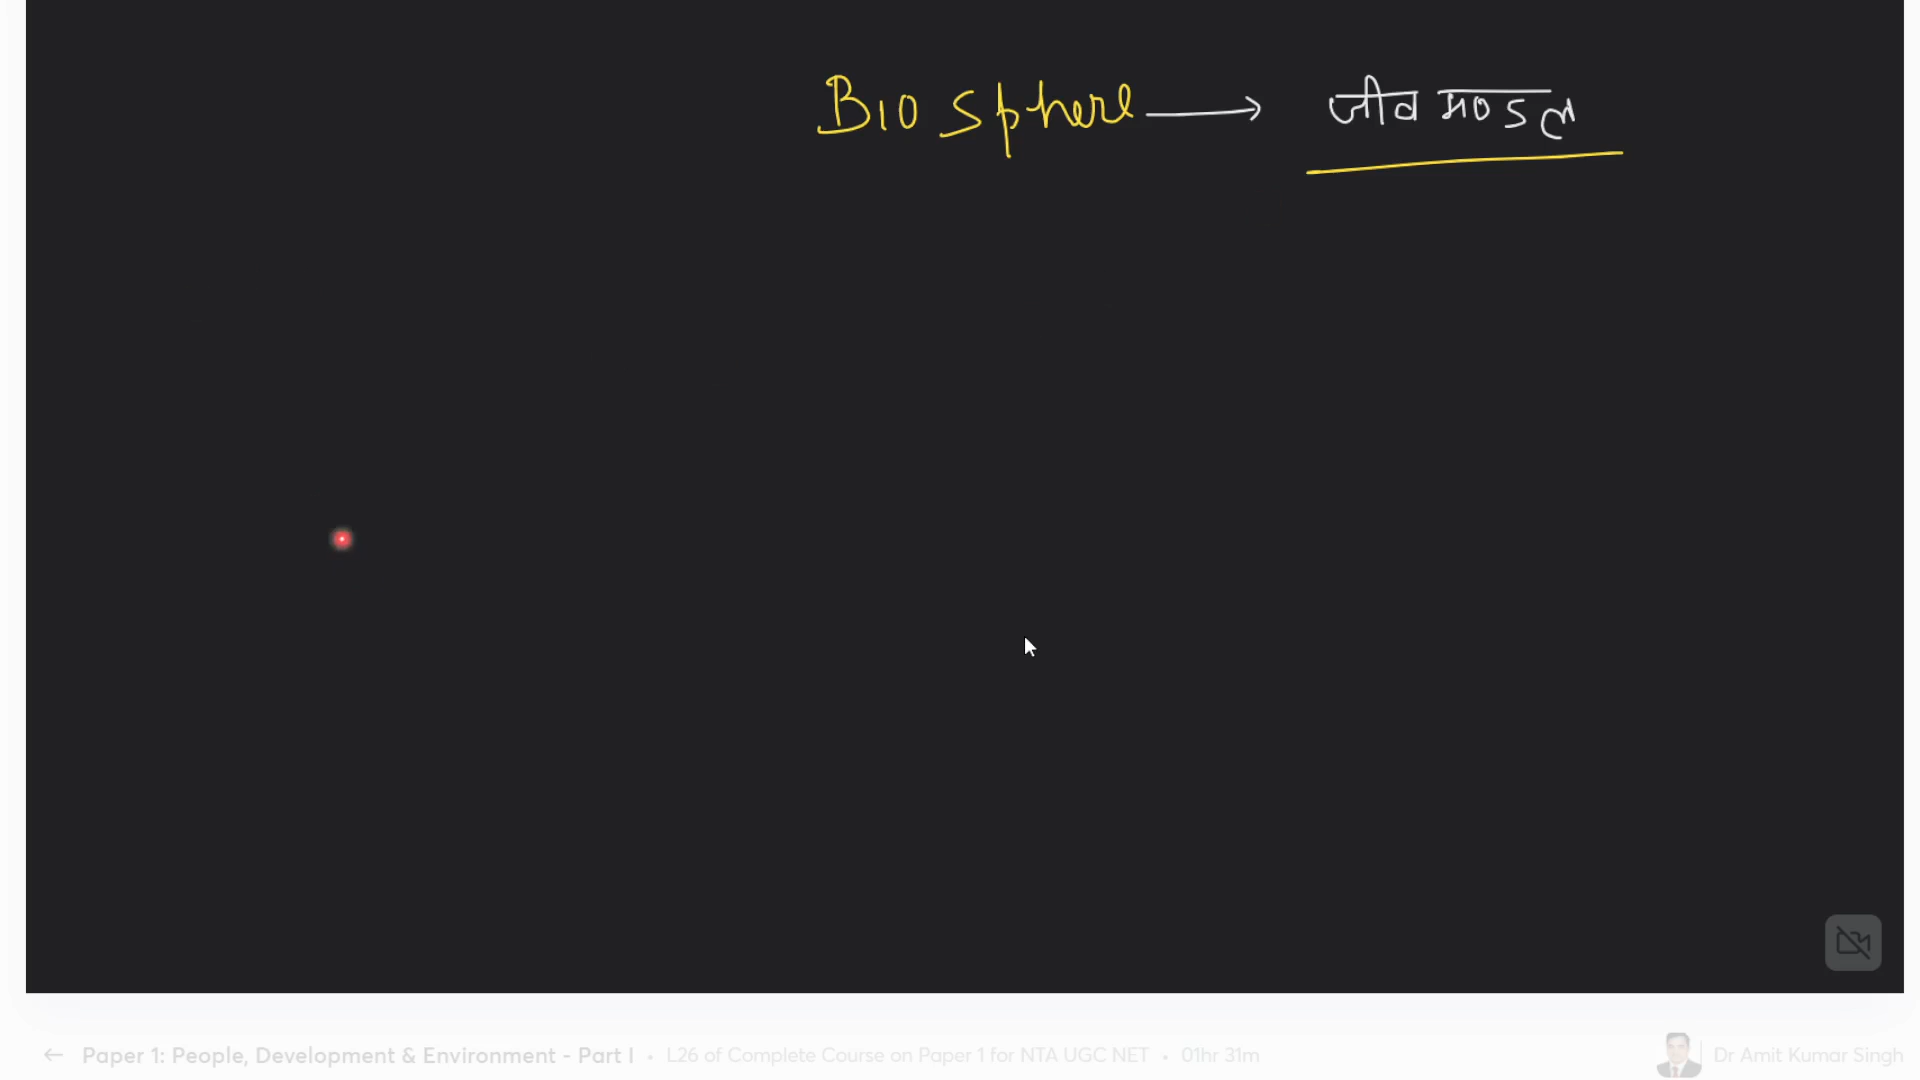 Biosphere → जीव मण्डल
Paper 1: People, Development & Environment - Part I • L26 of Complete Course on Paper 1 for NTA UGC NET • 01hr 31m
Dr Amit Kumar Singh